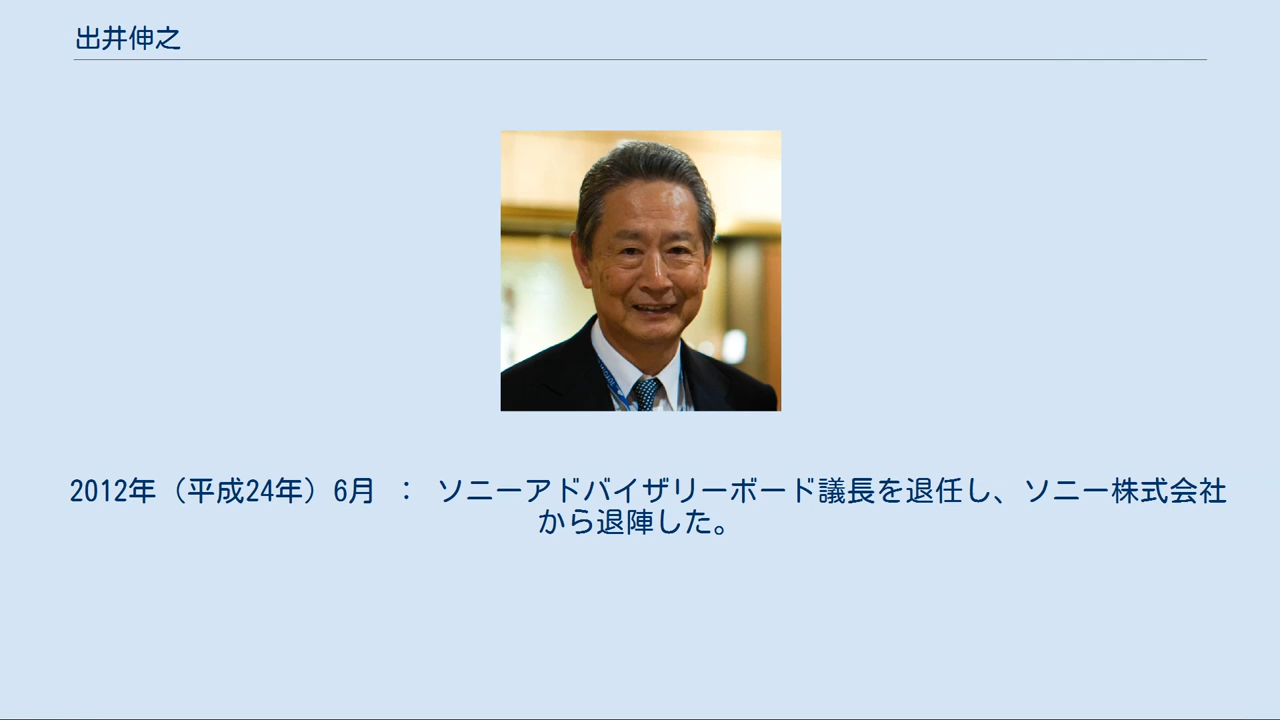 出井伸之
2012年（平成24年）6月 ： ソニーアドバイザリーボード議長を退任し、ソニー株式会社
から退陣した。